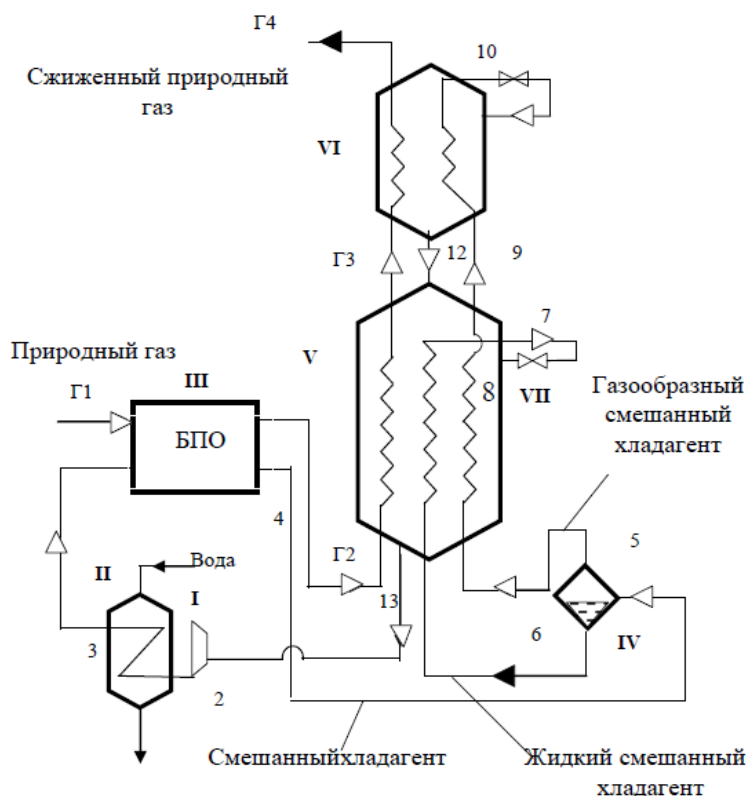 Г4
10
Сжиженный природный
газ
VI
Г3
12
9
7
Природный газ
V
Г1
III
8
VII
Газообразный
смешанный
хладагент
БПО
4
5
Г2
Вода
II
I
13
6
IV
3
2
Смешанныйхладагент
Жидкий смешанный
хладагент